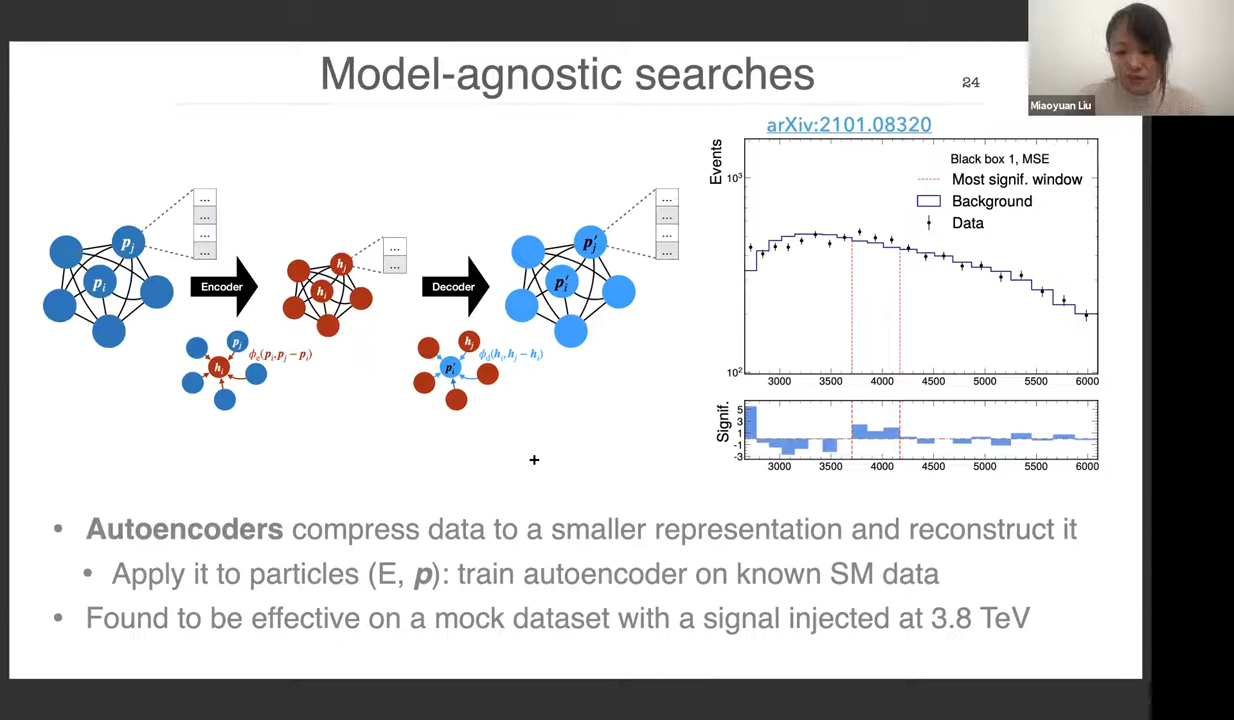 Model-agnostic searches
24
Miaoyuan Liu
arXiv:2101.08320
pj
pi
...
...
...
...
Encoder
hj
hi
...
...
Decoder
p′j
p′i
...
...
...
...
pj
ϕe(pi, pj − pi)
hi
hj
ϕd(hi, hj − hi)
p′i
Events
10³
10²
Black box 1, MSE
Most signif. window
Background
Data
3000 3500 4000 4500 5000 5500 6000
Signif.
5
3
1
-1
-3
3000 3500 4000 4500 5000 5500 6000
• Autoencoders compress data to a smaller representation and reconstruct it
• Apply it to particles (E, p): train autoencoder on known SM data
• Found to be effective on a mock dataset with a signal injected at 3.8 TeV